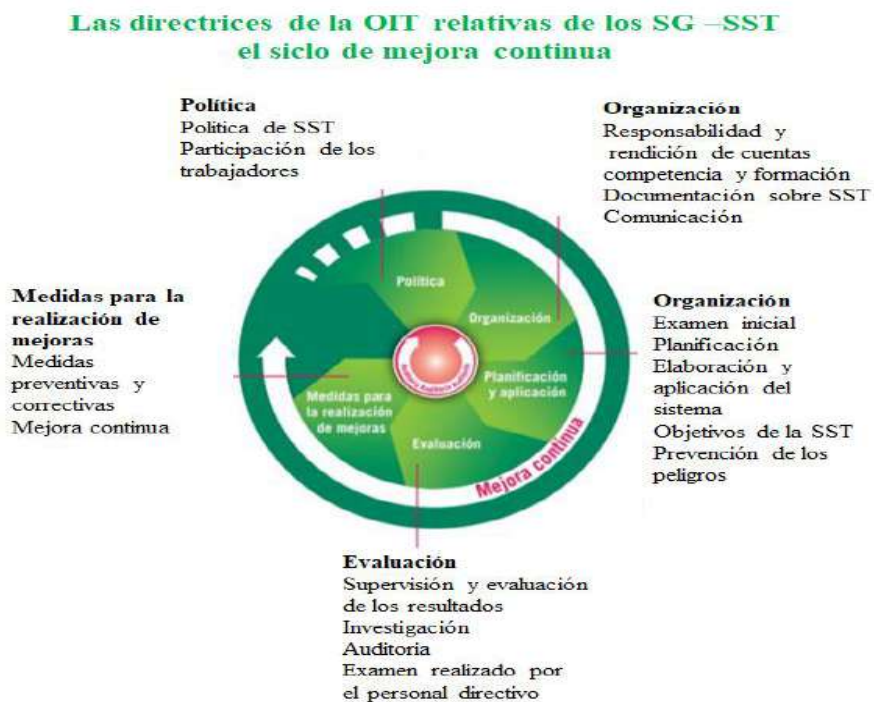 Las directrices de la OIT relativas de los SG –SST
el siclo de mejora continua
Política
Politica de SST
Participación de los
trabajadores
Organización
Responsabilidad y
rendición de cuentas
competencia y formación
Documentación sobre SST
Comunicación
Organización
Examen inicial
Planificación
Elaboración y
aplicación del
sistema
Objetivos de la SST
Prevención de los
peligros
Medidas para la
realización de
mejoras
Medidas
preventivas y
correctivas
Mejora continua
Política
Organización
Planificación
y aplicación
Evaluación
Medidas para
la realización
de mejoras
Mejora continua
Evaluación
Supervisión y evaluación
de los resultados
Investigación
Auditoria
Examen realizado por
el personal directivo